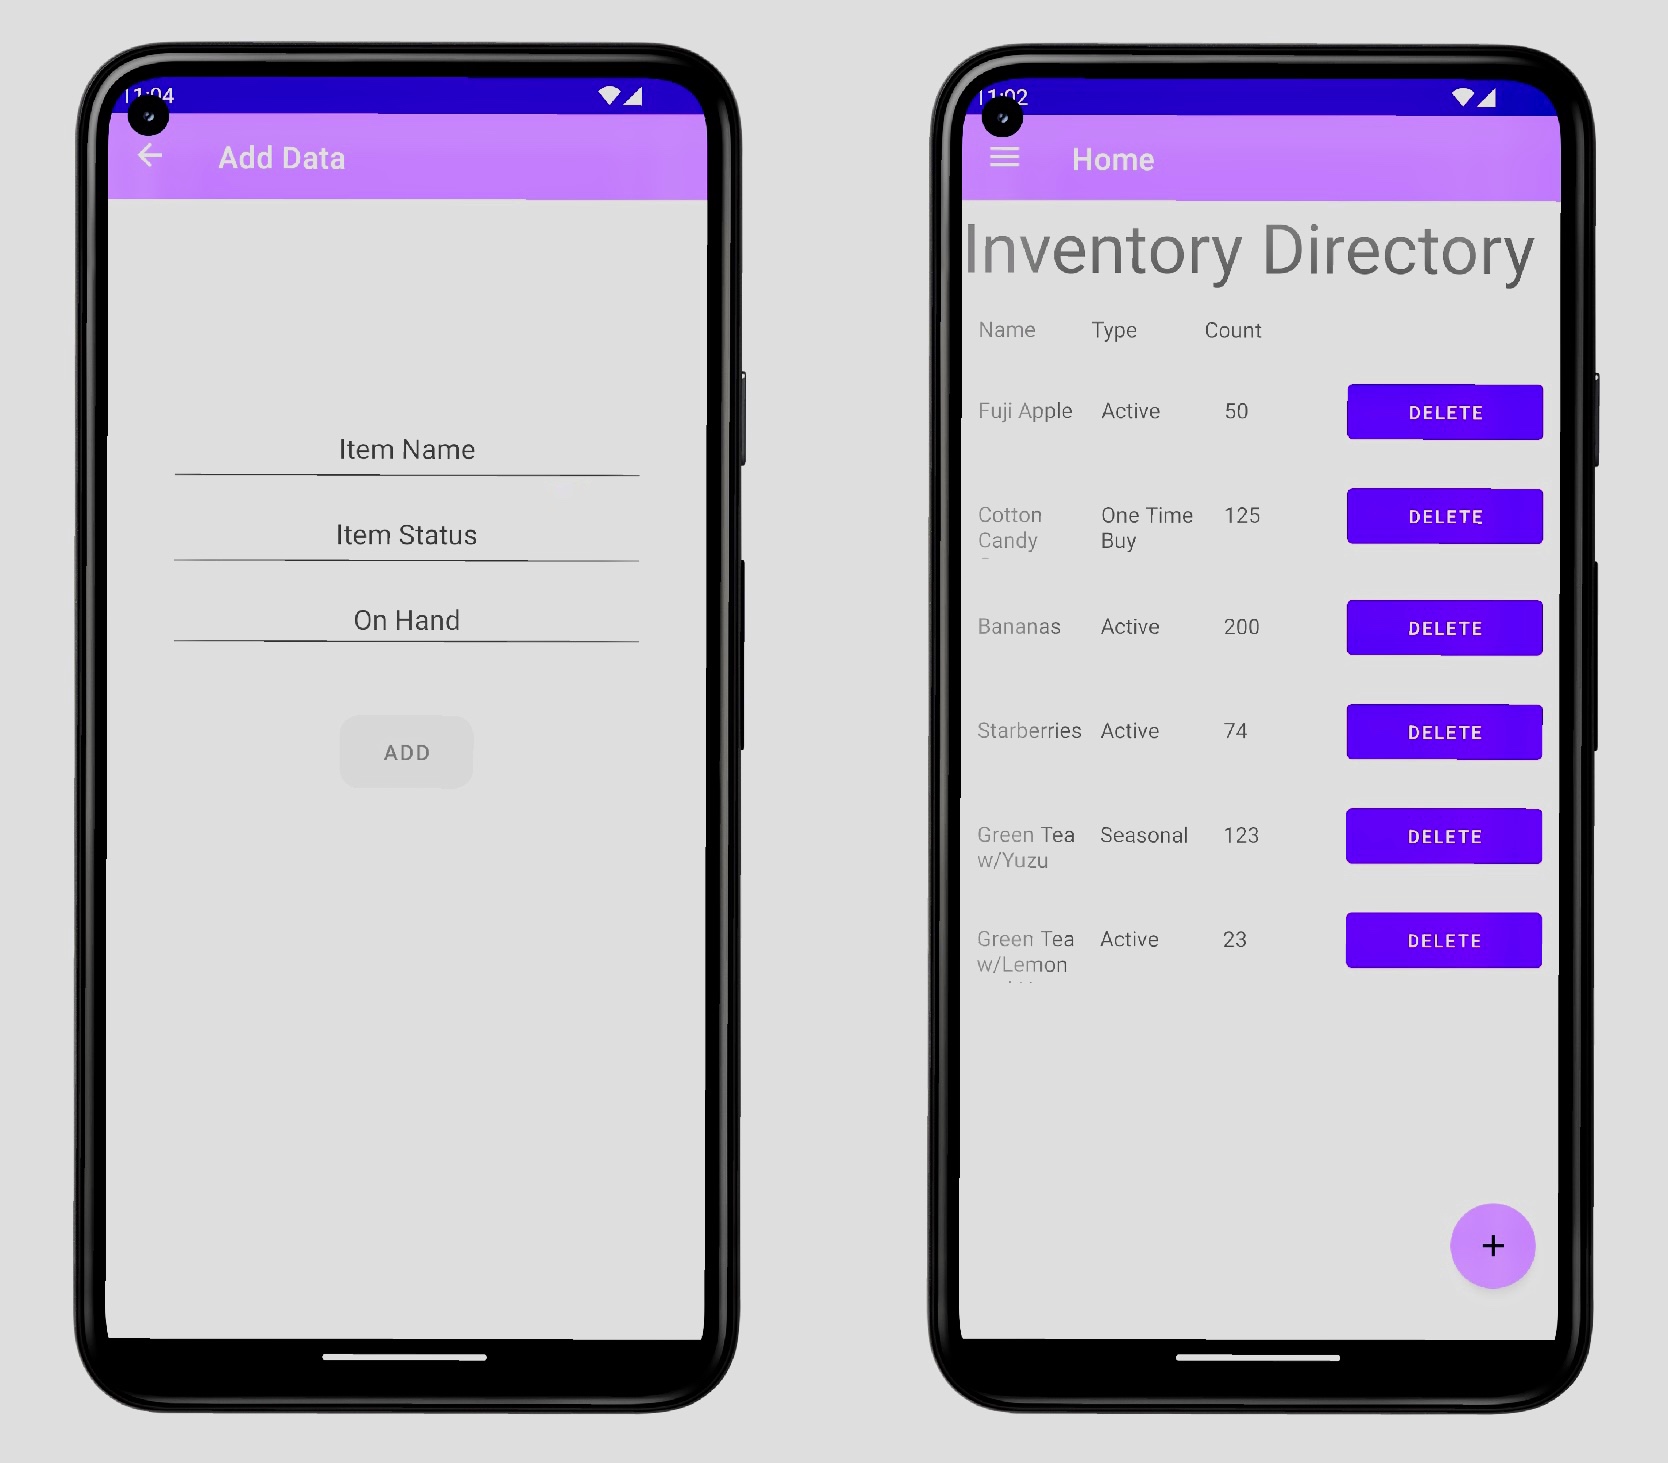 11:04
Add Data
Item Name
Item Status
On Hand
ADD
11:02
Home
Inventory Directory
Name Type Count
Fuji Apple Active 50 DELETE
Cotton One Time 125 DELETE
Candy Buy
Bananas Active 200 DELETE
Starberries Active 74 DELETE
Green Tea Seasonal 123 DELETE
w/Yuzu
Green Tea Active 23 DELETE
w/Lemon
+